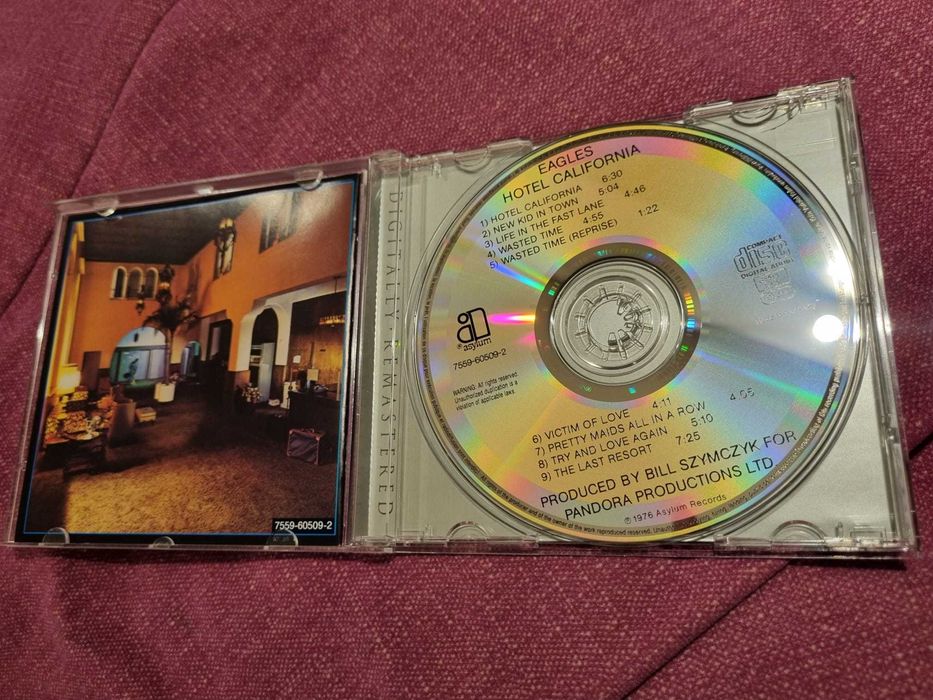 7559-60509-2
DIGITALLY·REMASTERED
EAGLES
HOTEL CALIFORNIA
1) HOTEL CALIFORNIA 6:30
2) NEW KID IN TOWN 5:04
3) LIFE IN THE FAST LANE 4:46
4) WASTED TIME 4:55
5) WASTED TIME (REPRISE) 1:22
COMPACT
disc
DIGITAL AUDIO
asylum
7559-60509-2
WARNING: All rights reserved.
Unauthorized duplication is a
violation of applicable laws.
6) VICTIM OF LOVE 4:11
7) PRETTY MAIDS ALL IN A ROW 4:05
8) TRY AND LOVE AGAIN 5:10
9) THE LAST RESORT 7:25
PRODUCED BY BILL SZYMCZYK FOR
PANDORA PRODUCTIONS LTD
℗ 1976 Asylum Records